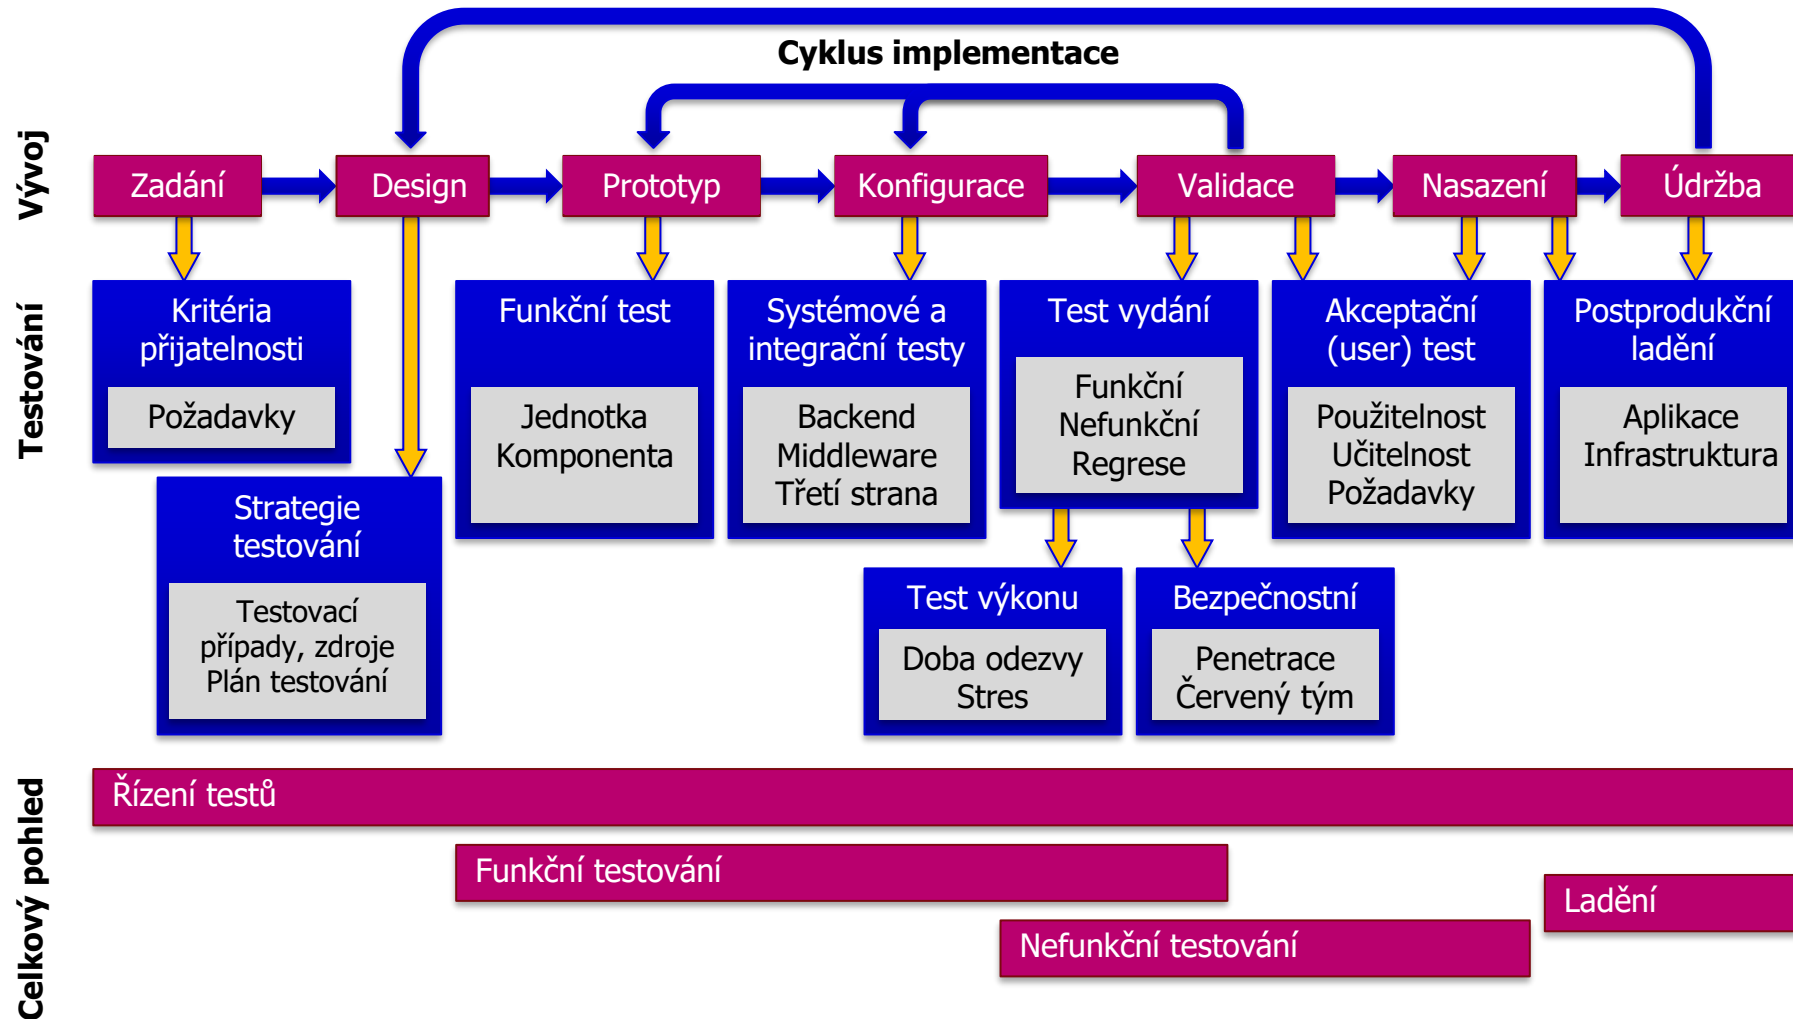 Cyklus implementace
Vývoj
Zadání
Design
Prototyp
Konfigurace
Validace
Nasazení
Údržba
Testování
Kritéria
přijatelnosti
Požadavky
Strategie
testování
Testovací
případy, zdroje
Plán testování
Funkční test
Jednotka
Komponenta
Systémové a
integrační testy
Backend
Middleware
Třetí strana
Test vydání
Funkční
Nefunkční
Regrese
Test výkonu
Doba odezvy
Stres
Bezpečnostní
Penetrace
Červený tým
Akceptační
(user) test
Použitelnost
Učitelnost
Požadavky
Postprodukční
ladění
Aplikace
Infrastruktura
Celkový pohled
Řízení testů
Funkční testování
Ladění
Nefunkční testování